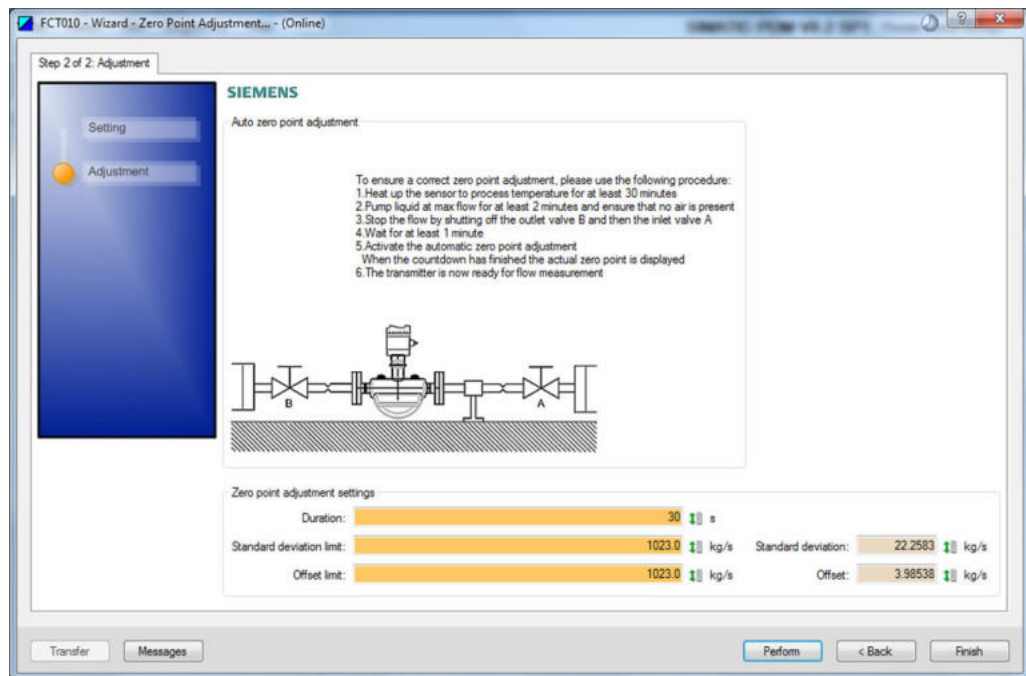 FCT010 - Wizard - Zero Point Adjustment... - (Online)
Step 2 of 2: Adjustment
Setting
Adjustment
SIEMENS
Auto zero point adjustment
To ensure a correct zero point adjustment, please use the following procedure:
1.Heat up the sensor to process temperature for at least 30 minutes
2.Pump liquid at max flow for at least 2 minutes and ensure that no air is present
3.Stop the flow by shutting off the outlet valve B and then the inlet valve A
4.Wait for at least 1 minute
5.Activate the automatic zero point adjustment
When the countdown has finished the actual zero point is displayed
6.The transmitter is now ready for flow measurement
B
A
Zero point adjustment settings
Duration: 30 s
Standard deviation limit: 1023.0 kg/s Standard deviation: 22.2583 kg/s
Offset limit: 1023.0 kg/s Offset: 3.98538 kg/s
Transfer Messages Perform < Back Finish